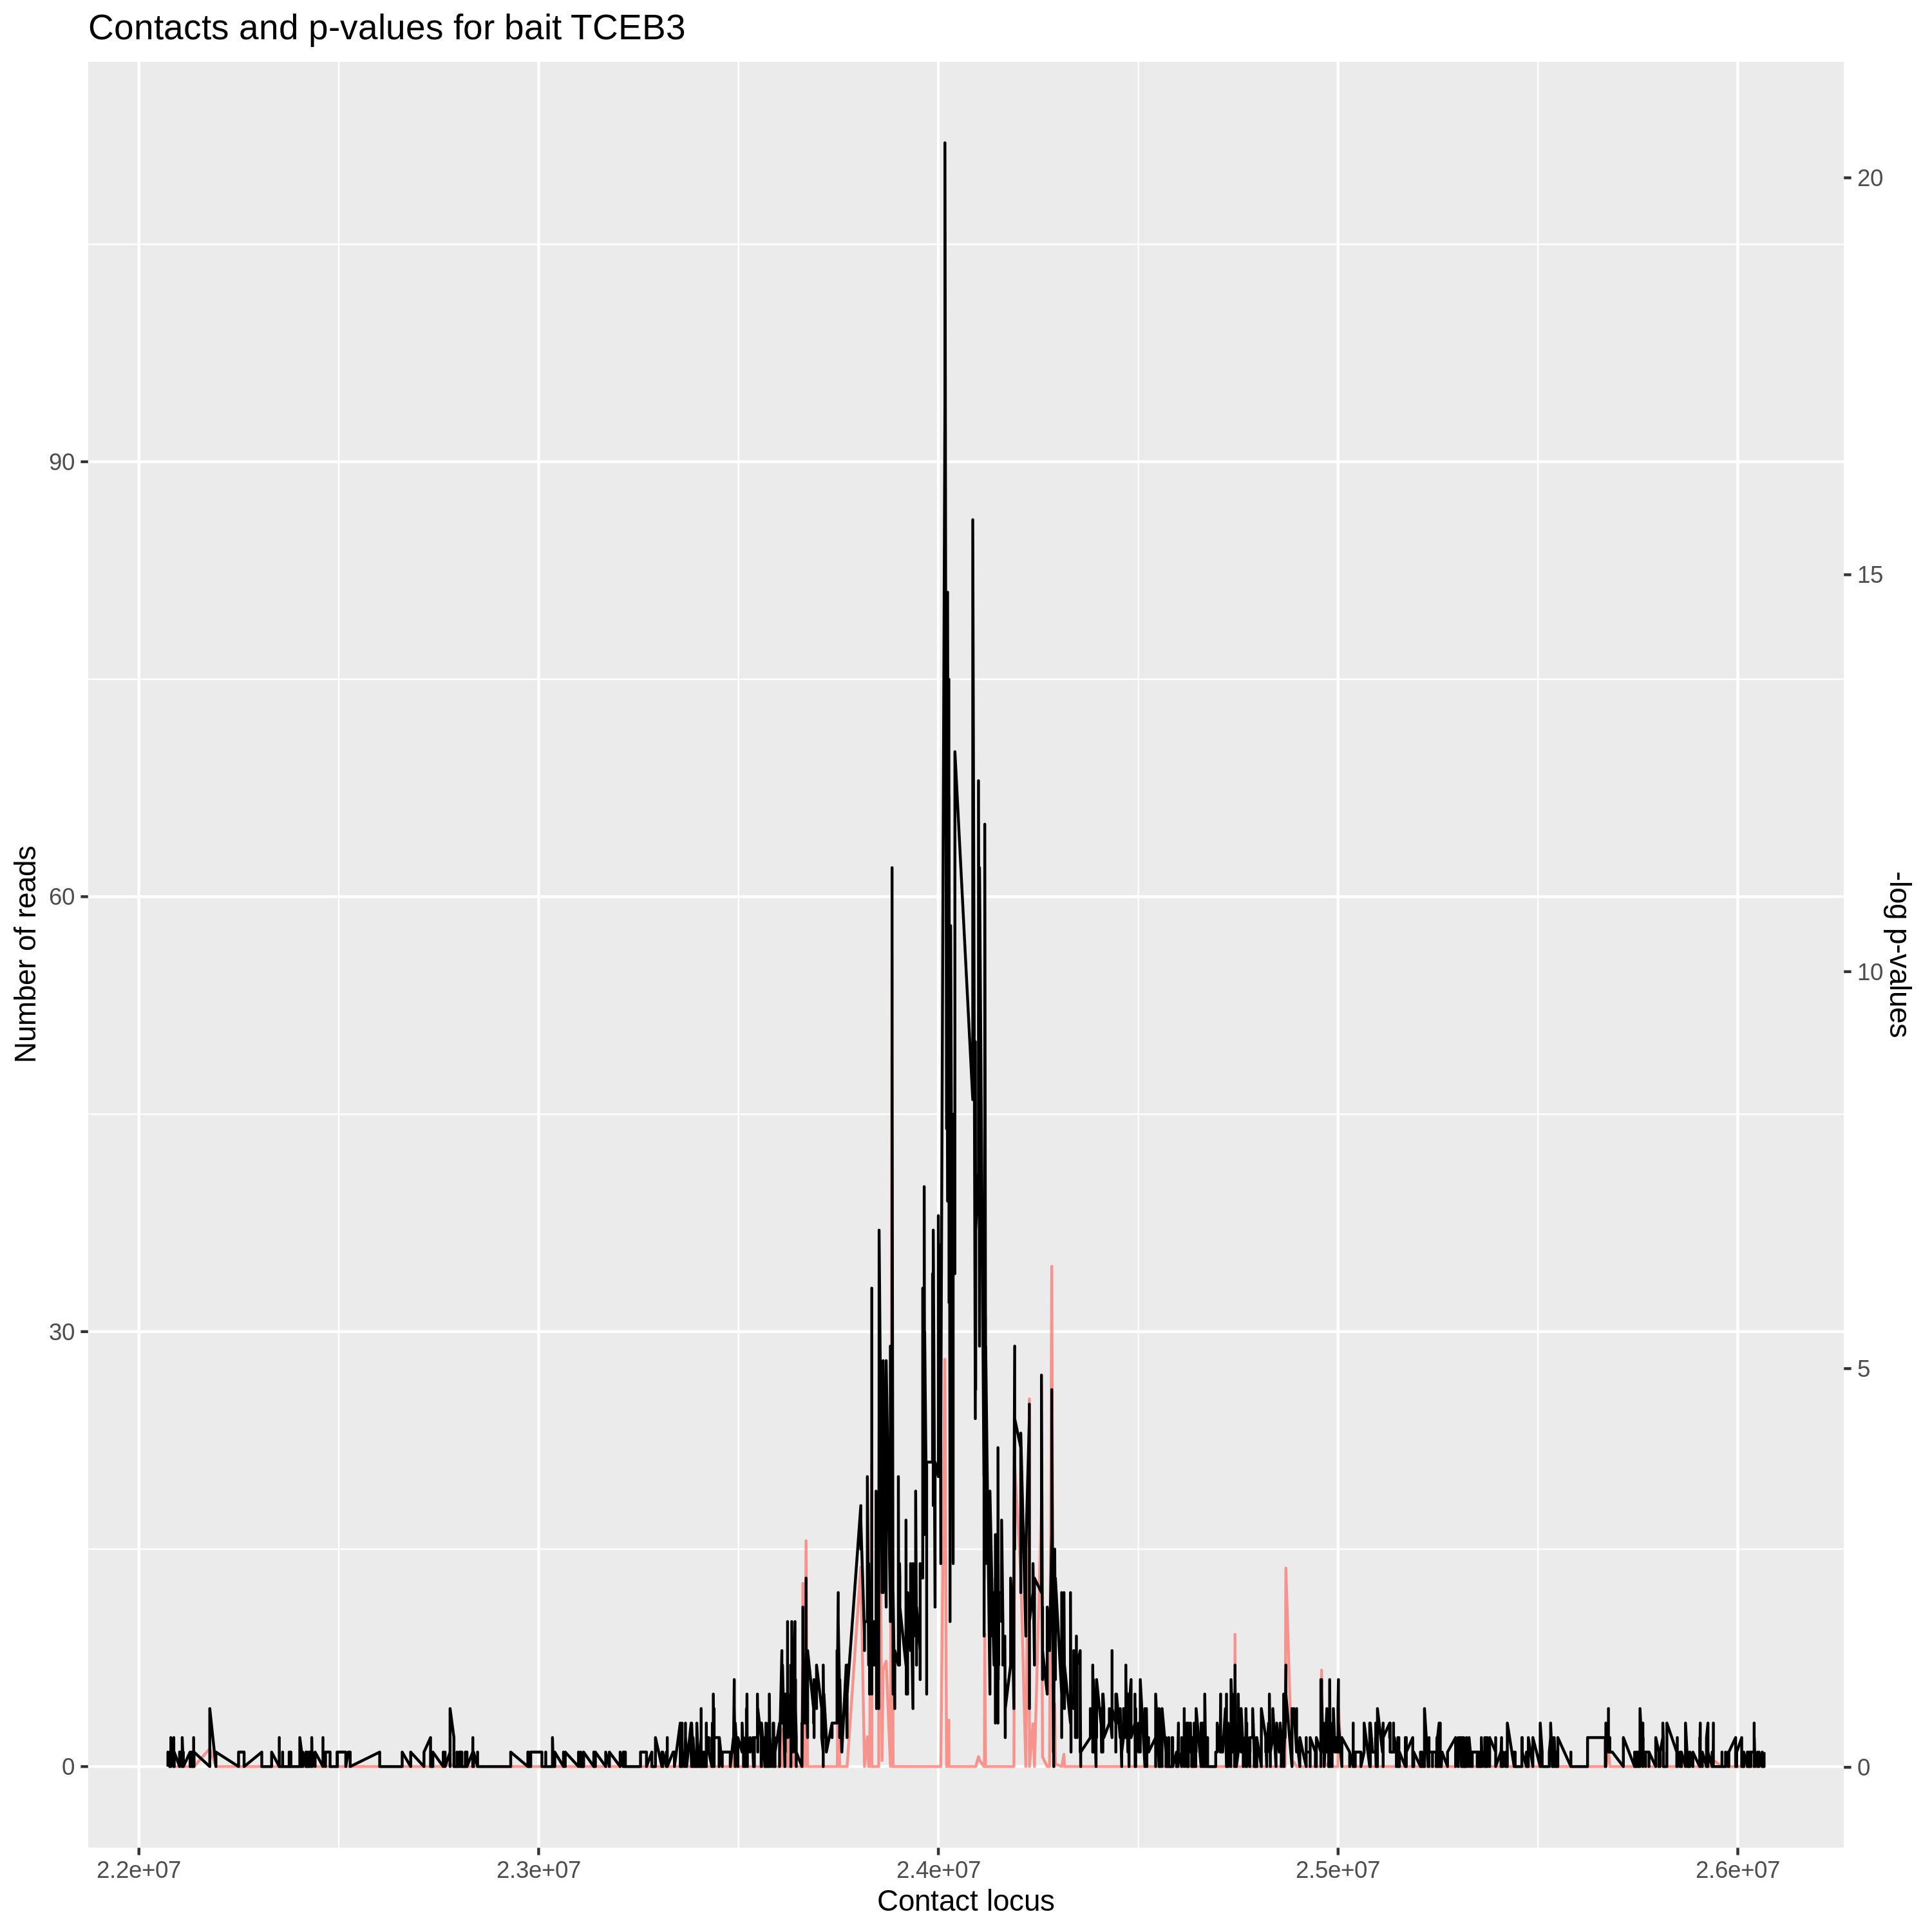 Contacts and p-values for bait TCEB3
Number of reads
90
60
30
0
20
15
10
5
0
-log p-values
2.2e+07
2.3e+07
2.4e+07
2.5e+07
2.6e+07
Contact locus